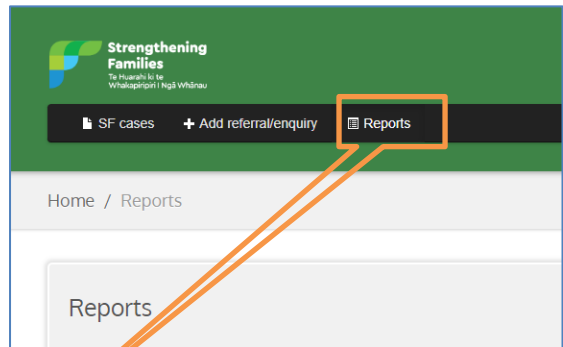 Strengthening
Families
Te Huarahi ki te
Whakapiripiri i Ngā Whānau
SF cases + Add referral/enquiry Reports
Home / Reports
Reports